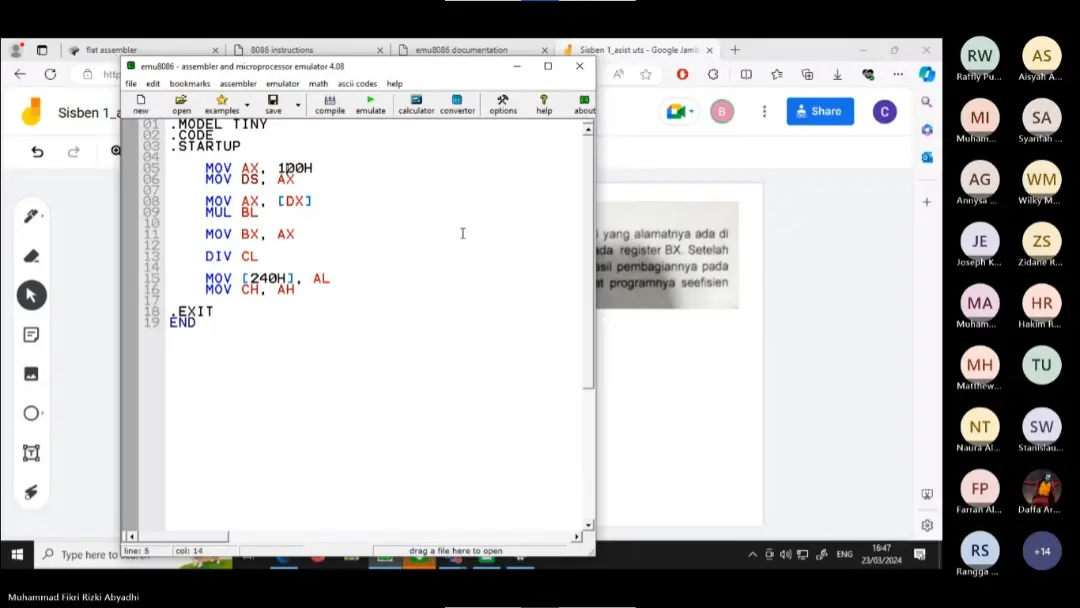 flat assembler
8086 instructions
emu8086 documentation
Sisben 1_asist uts - Google Jamb
http
Sisben 1_a
Share
B
C
emu8086 - assembler and microprocessor emulator 4.08
file edit bookmarks assembler emulator math ascii codes help
new open examples save compile emulate calculator convertor options help about
01 .MODEL TINY
02 .CODE
03 .STARTUP
04
05 MOV AX, 100H
06 MOV DS, AX
07
08 MOV AX, [DX]
09 MUL BL
10
11 MOV BX, AX
12
13 DIV CL
14
15 MOV [240H], AL
16 MOV CH, AH
17
18 .EXIT
19 END
i yang alamatnya ada di
ada register BX. Setelah
asil pembagiannya pada
et programnya seefisien
line: 5 col: 14 drag a file here to open
Type here to search
ENG
16:47
23/03/2024
RW AS
Raffly Pu... Aisyah A...
MI SA
Muham... Syarifah ...
AG WM
Annysa ... Wilky M...
JE ZS
Joseph K... Zidane R...
MA HR
Muham... Hakim R...
MH TU
Matthew...
NT SW
Naura Al... Stanislau...
FP
Farran Al... Daffa Ar...
RS +14
Rangga ...
Muhammad Fikri Rizki Abyadhi